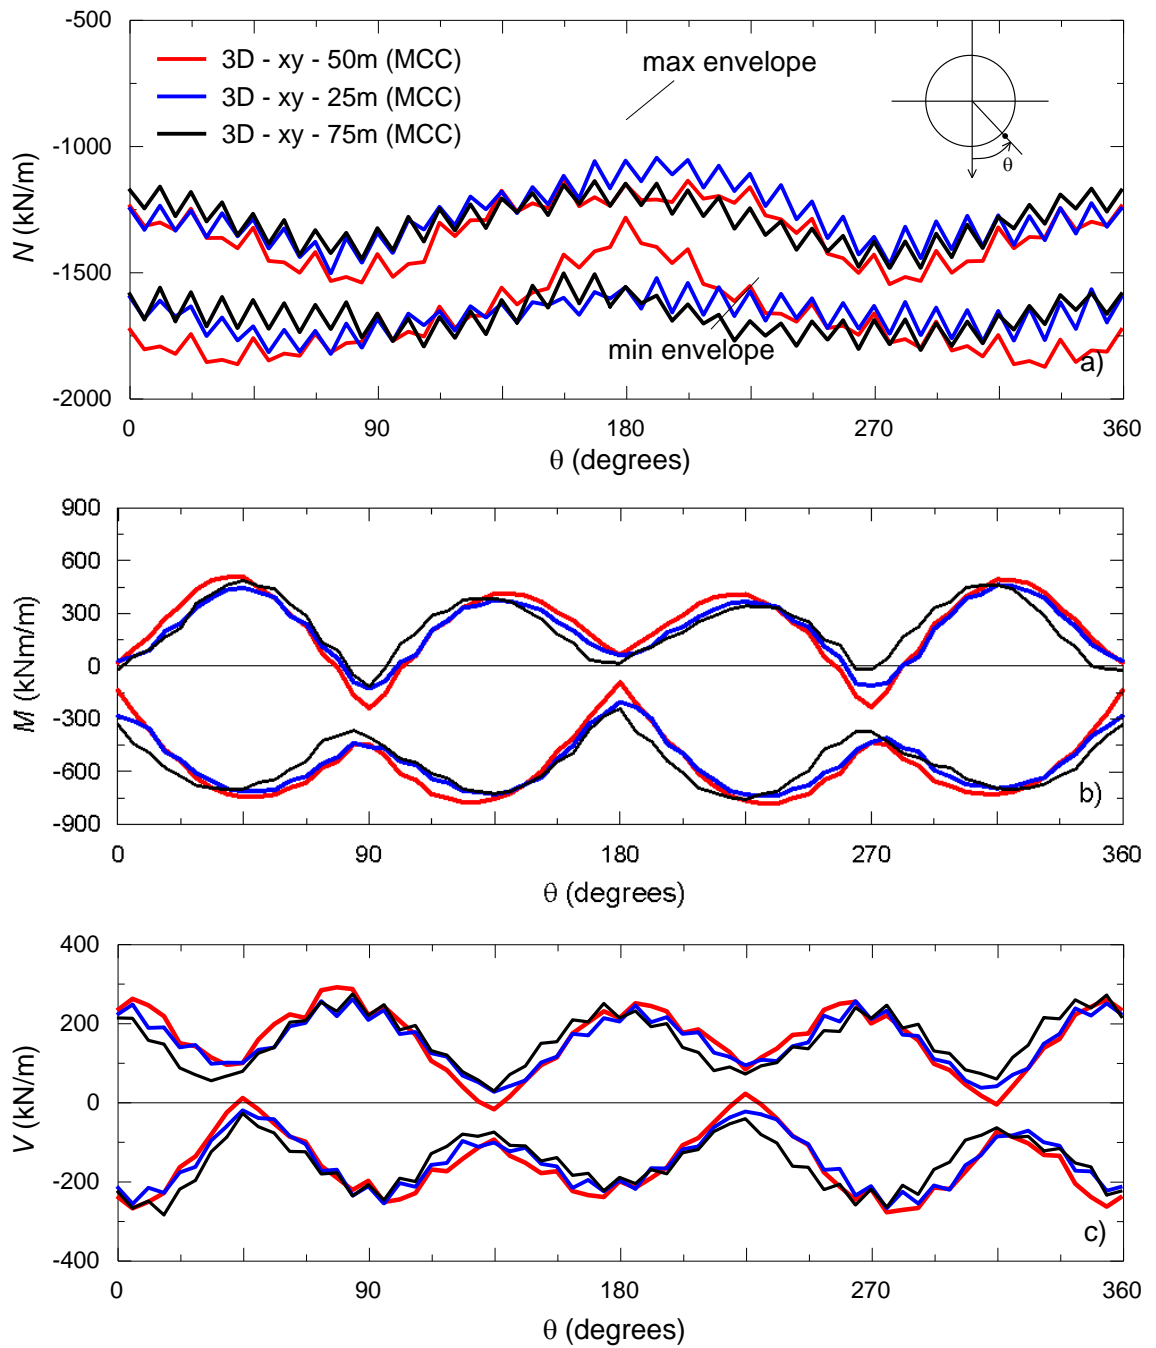 -500
3D - xy - 50m (MCC)
max envelope
3D - xy - 25m (MCC)
3D - xy - 75m (MCC)
-1000
θ
N (kN/m)
-1500
min envelope
a)
-2000
0 90 180 270 360
θ (degrees)
900
600
300
0
M (kNm/m)
-300
-600
b)
-900
0 90 180 270 360
θ (degrees)
400
200
0
V (kN/m)
-200
c)
-400
0 90 180 270 360
θ (degrees)